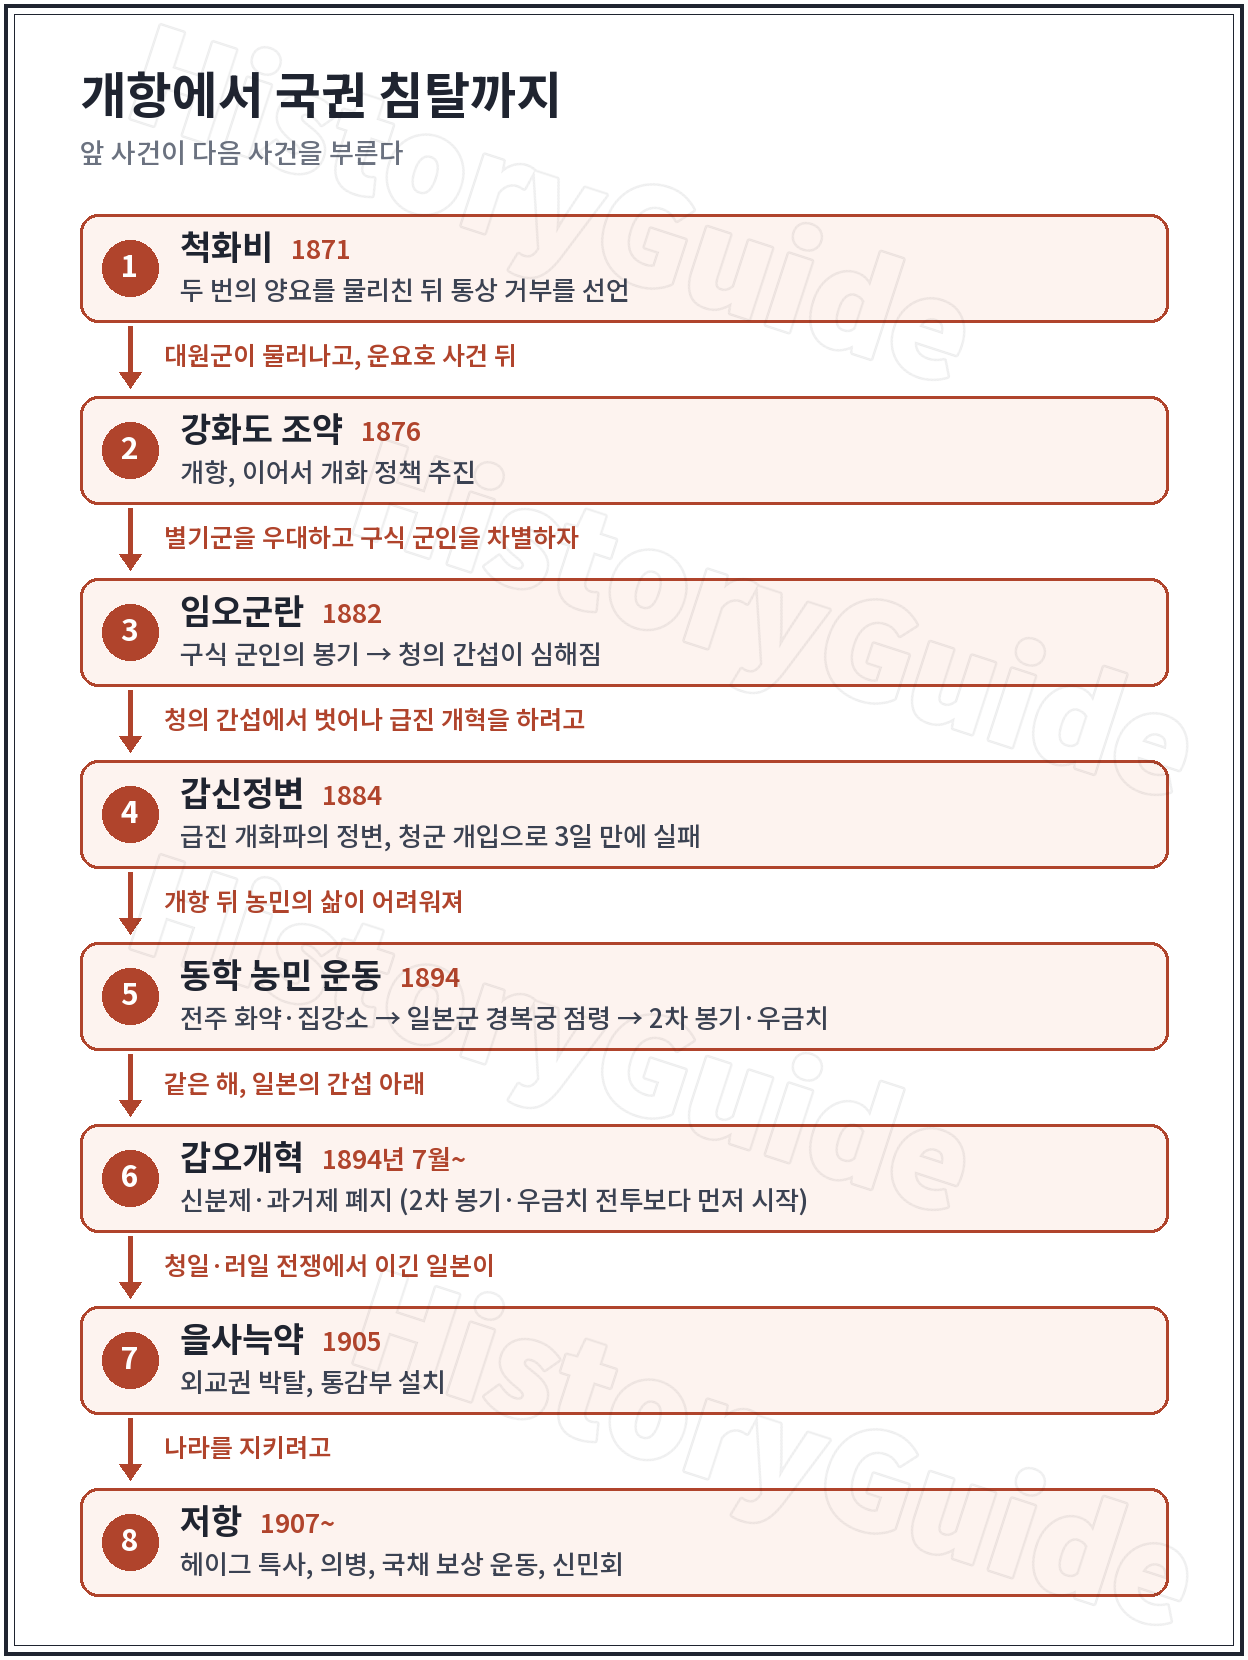 개항에서 국권 침탈까지
앞 사건이 다음 사건을 부른다
1 척화비 1871
두 번의 양요를 물리친 뒤 통상 거부를 선언
대원군이 물러나고, 운요호 사건 뒤
2 강화도 조약 1876
개항, 이어서 개화 정책 추진
별기군을 우대하고 구식 군인을 차별하자
3 임오군란 1882
구식 군인의 봉기 → 청의 간섭이 심해짐
청의 간섭에서 벗어나 급진 개혁을 하려고
4 갑신정변 1884
급진 개화파의 정변, 청군 개입으로 3일 만에 실패
개항 뒤 농민의 삶이 어려워져
5 동학 농민 운동 1894
전주 화약·집강소 → 일본군 경복궁 점령 → 2차 봉기·우금치
같은 해, 일본의 간섭 아래
6 갑오개혁 1894년 7월~
신분제·과거제 폐지 (2차 봉기·우금치 전투보다 먼저 시작)
청일·러일 전쟁에서 이긴 일본이
7 을사늑약 1905
외교권 박탈, 통감부 설치
나라를 지키려고
8 저항 1907~
헤이그 특사, 의병, 국채 보상 운동, 신민회
HistoryGuide
HistoryGuide
HistoryGuide
HistoryGuide